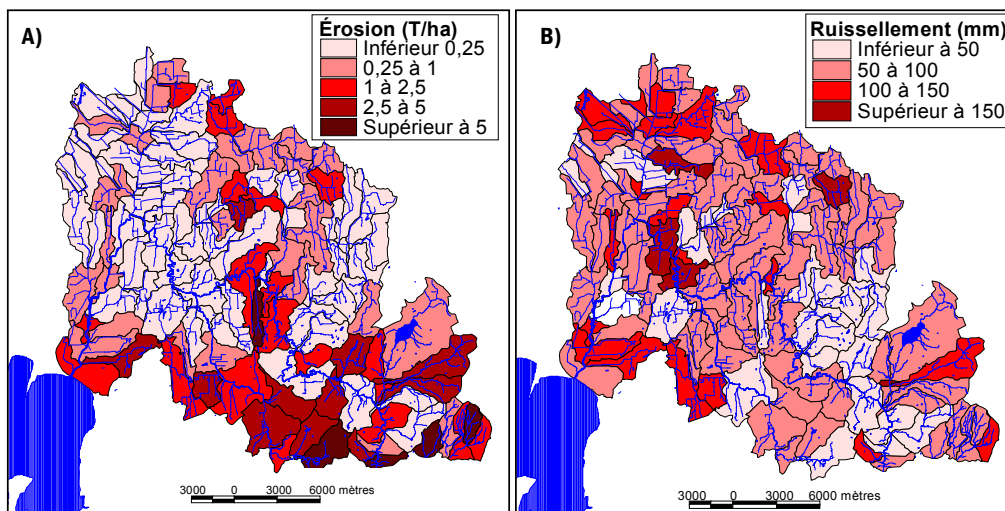 A)
Érosion (T/ha)
Inférieur 0,25
0,25 à 1
1 à 2,5
2,5 à 5
Supérieur à 5
3000 0 3000 6000 mètres
B)
Ruissellement (mm)
Inférieur à 50
50 à 100
100 à 150
Supérieur à 150
3000 0 3000 6000 mètres